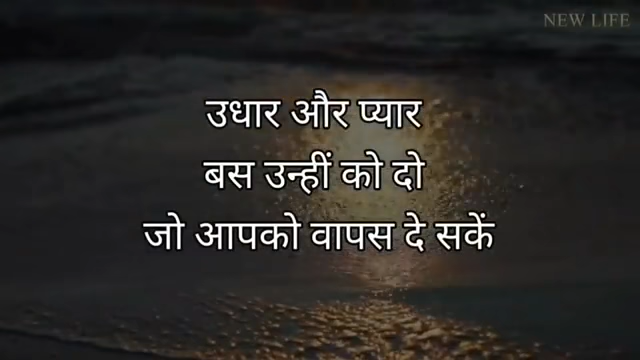 NEW LIFE
उधार और प्यार
बस उन्हीं को दो
जो आपको वापस दे सकें